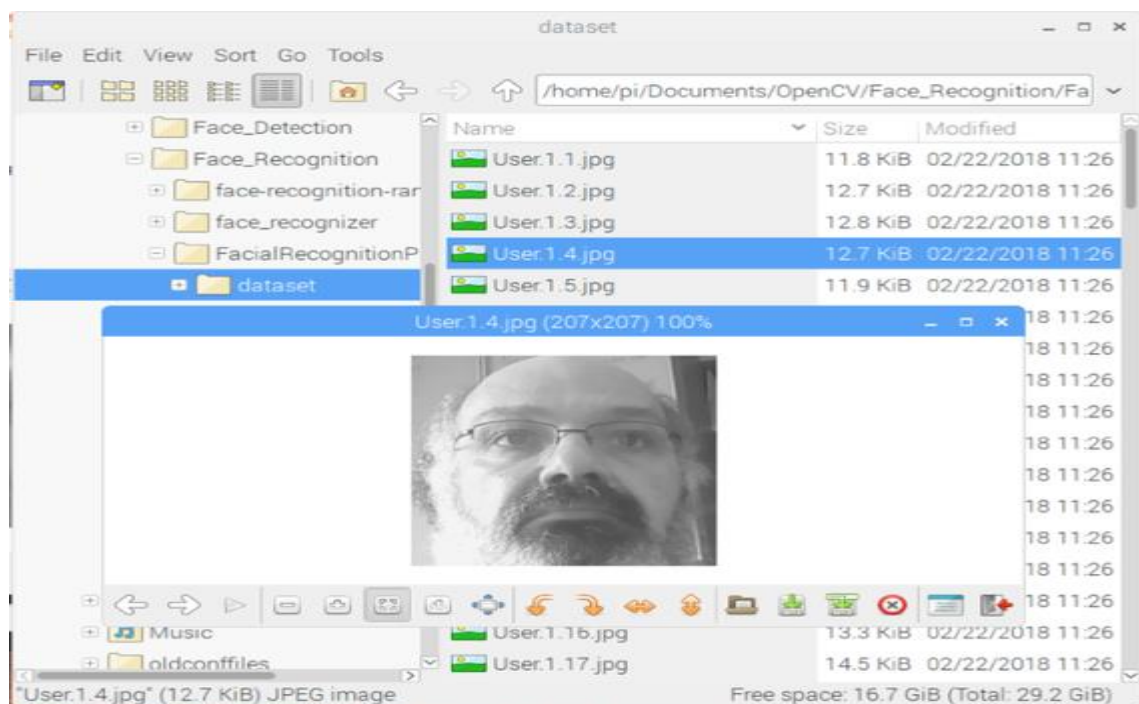 dataset
File Edit View Sort Go Tools
/home/pi/Documents/OpenCV/Face_Recognition/Fa
Face_Detection
Face_Recognition
face-recognition-rar
face_recognizer
FacialRecognitionP
dataset
Music
oldconffiles
Name Size Modified
User.1.1.jpg 11.8 KiB 02/22/2018 11:26
User.1.2.jpg 12.7 KiB 02/22/2018 11:26
User.1.3.jpg 12.8 KiB 02/22/2018 11:26
User.1.4.jpg 12.7 KiB 02/22/2018 11:26
User.1.5.jpg 11.9 KiB 02/22/2018 11:26
18 11:26
18 11:26
18 11:26
18 11:26
18 11:26
18 11:26
18 11:26
18 11:26
18 11:26
18 11:26
User.1.16.jpg 13.3 KiB 02/22/2018 11:26
User.1.17.jpg 14.5 KiB 02/22/2018 11:26
User.1.4.jpg (207x207) 100%
"User.1.4.jpg" (12.7 KiB) JPEG image Free space: 16.7 GiB (Total: 29.2 GiB)